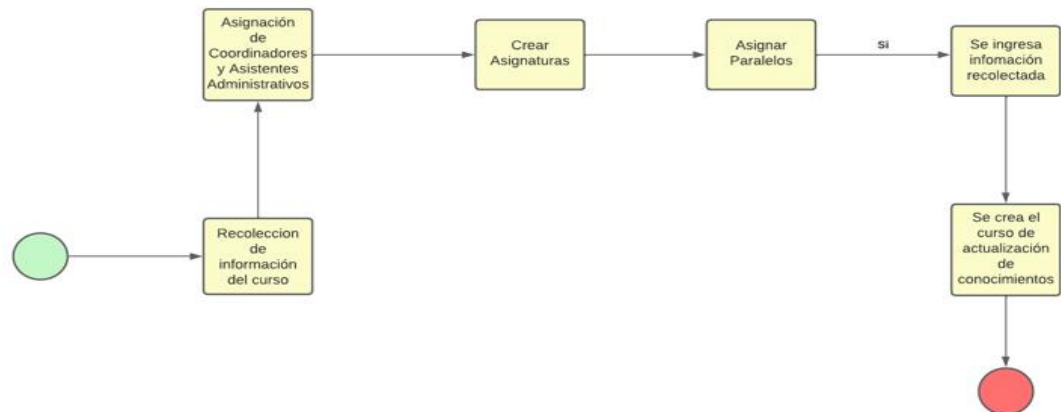 Asignación
de
Coordinadores
y Asistentes
Administrativos
Crear
Asignaturas
Asignar
Paralelos
Si
Se ingresa
infomación
recolectada
Recoleccion
de
información
del curso
Se crea el
curso de
actualización
de
conocimientos